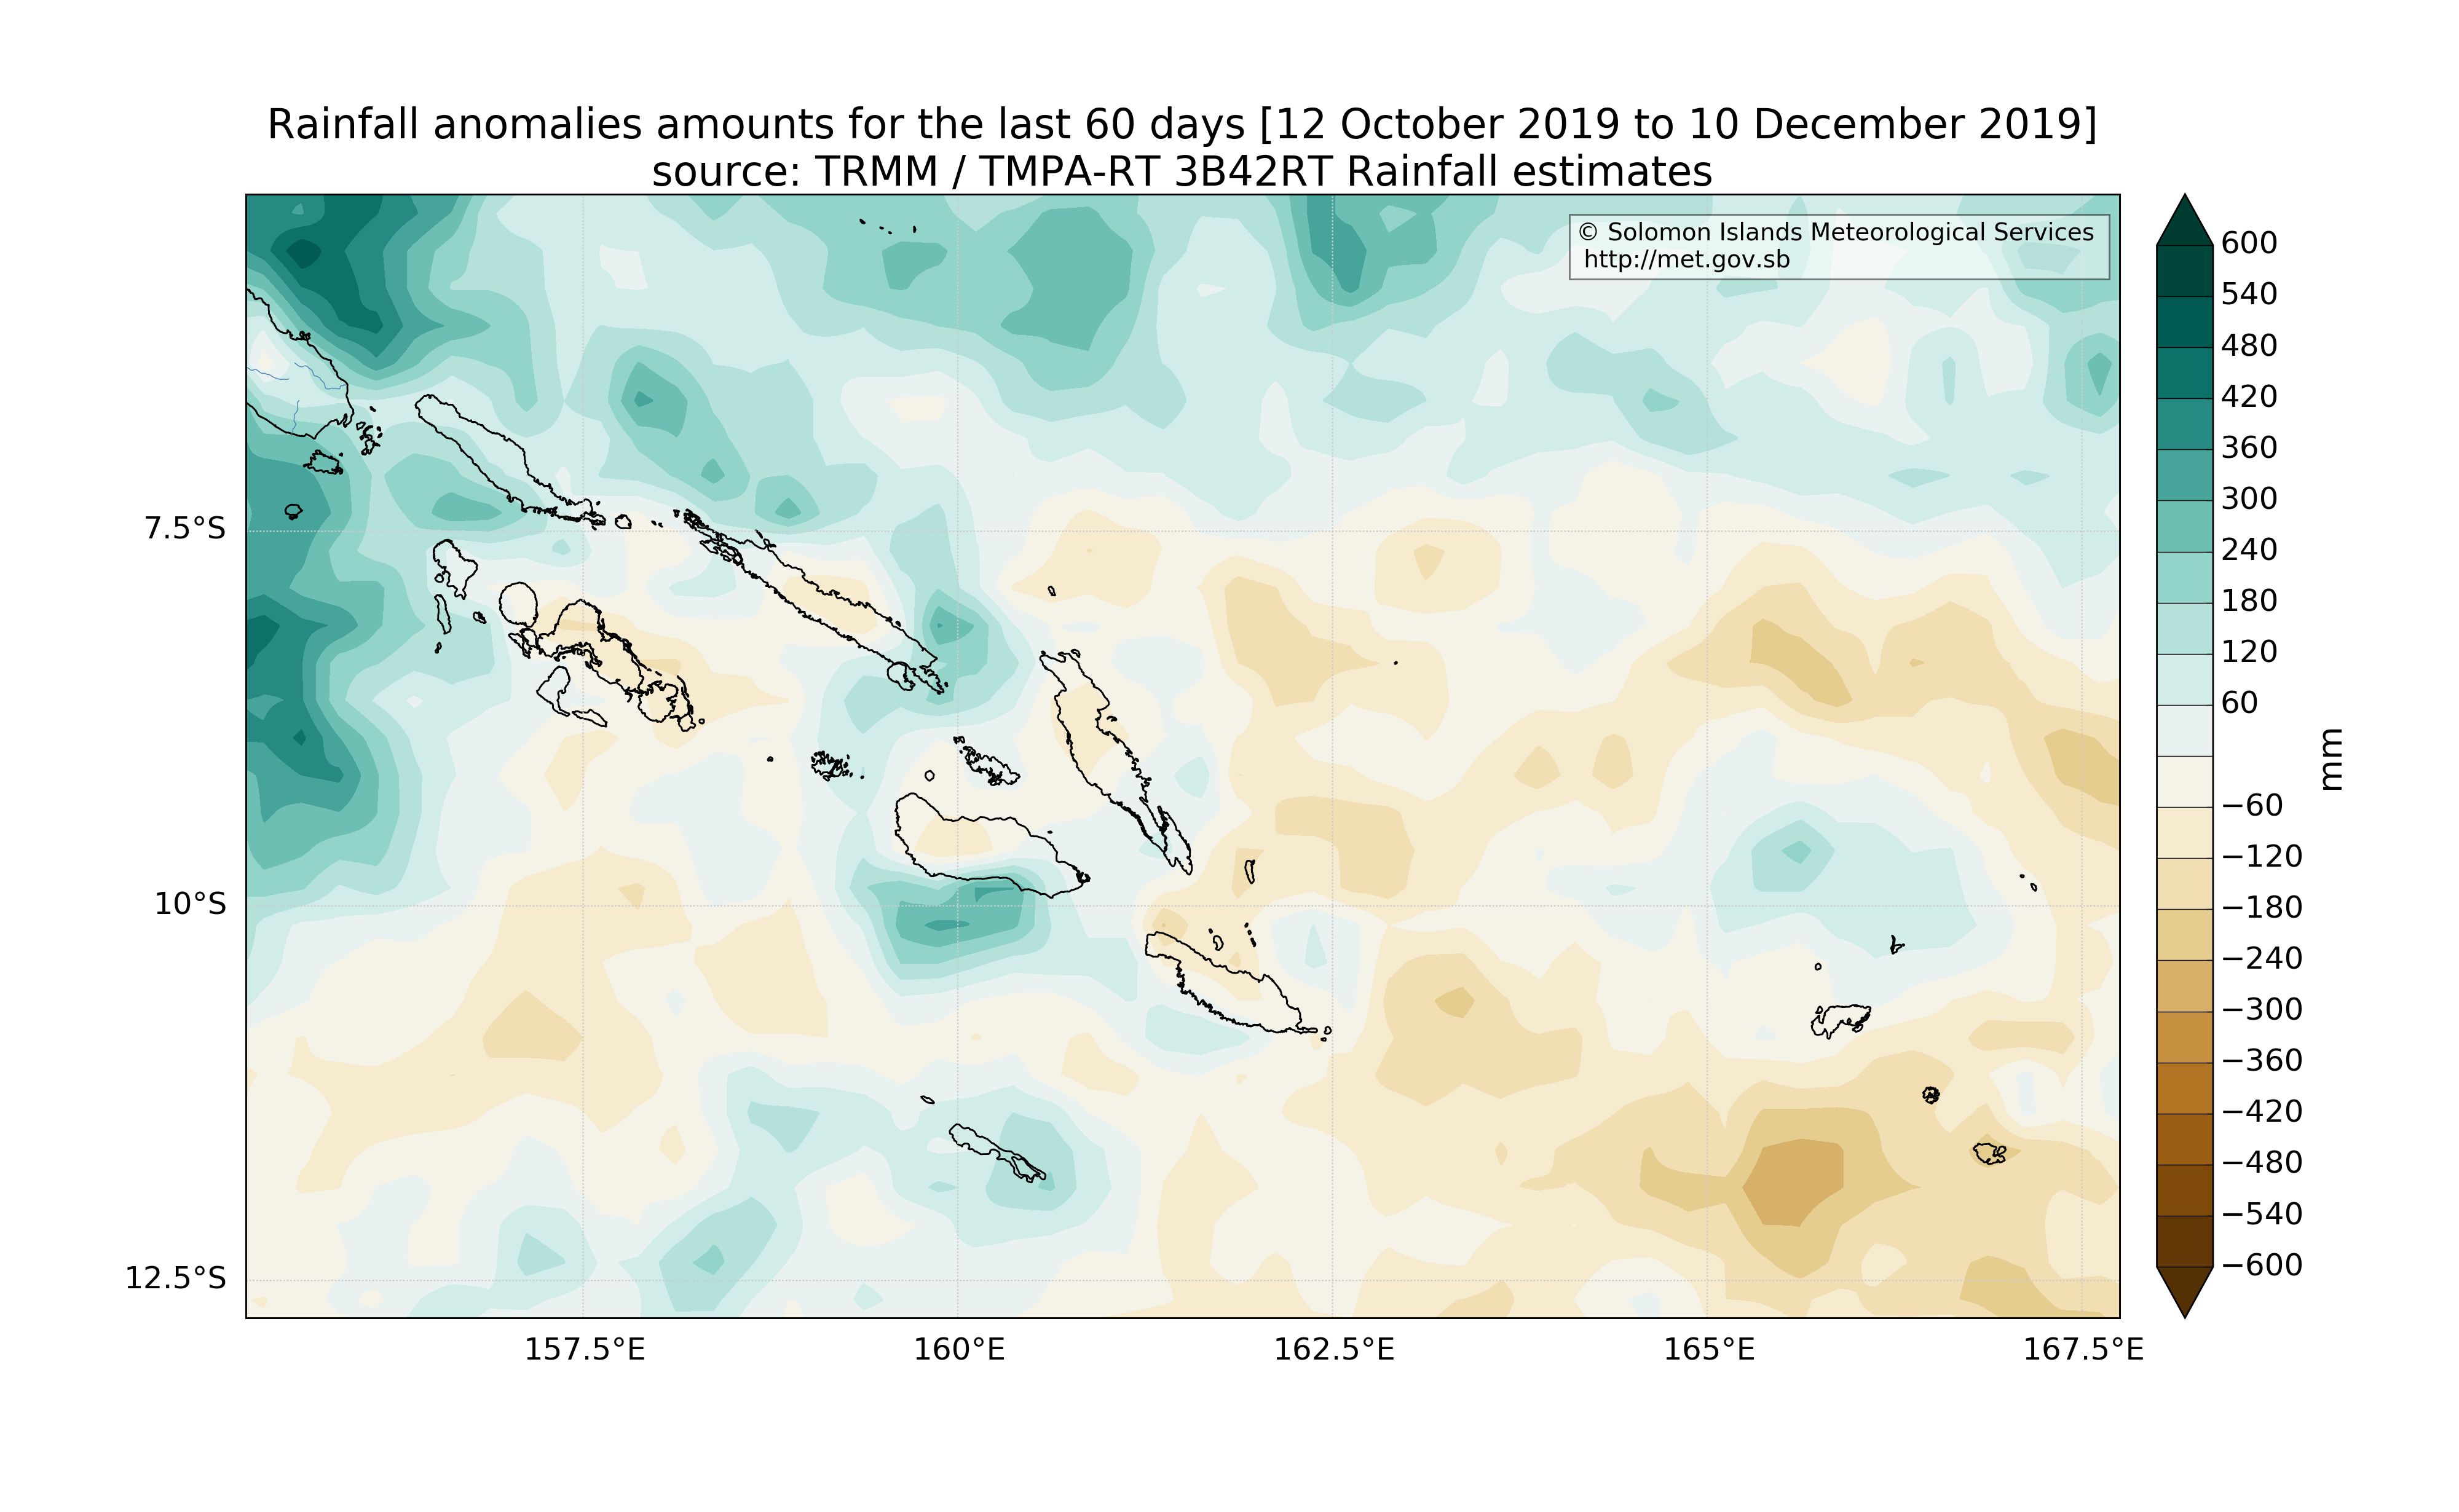 Rainfall anomalies amounts for the last 60 days [12 October 2019 to 10 December 2019]
source: TRMM / TMPA-RT 3B42RT Rainfall estimates
© Solomon Islands Meteorological Services
http://met.gov.sb
7.5°S
10°S
12.5°S
157.5°E
160°E
162.5°E
165°E
167.5°E
600
540
480
420
360
300
240
180
120
60
−60
−120
−180
−240
−300
−360
−420
−480
−540
−600
mm